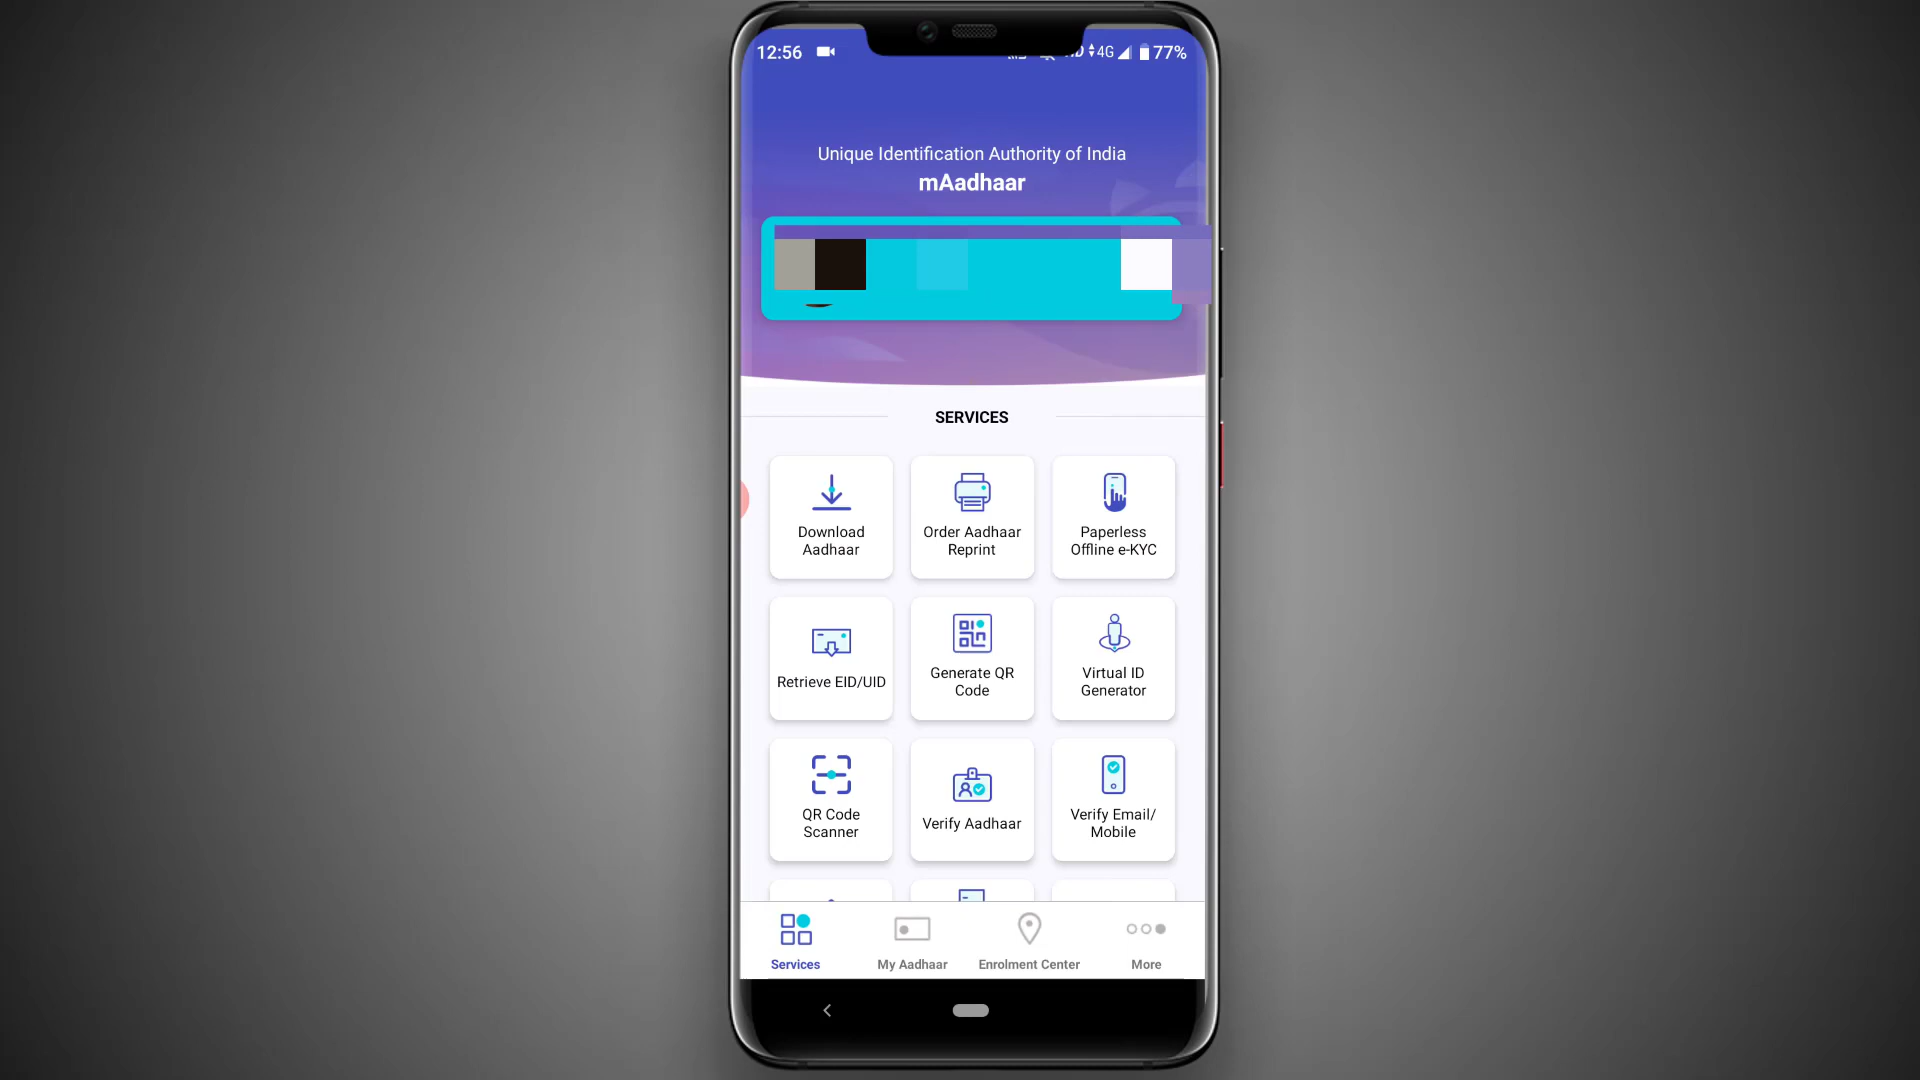 12:56
4G 77%
Unique Identification Authority of India
mAadhaar
SERVICES
Download
Aadhaar
Order Aadhaar
Reprint
Paperless
Offline e-KYC
Retrieve EID/UID
Generate QR
Code
Virtual ID
Generator
QR Code
Scanner
Verify Aadhaar
Verify Email/
Mobile
Services
My Aadhaar
Enrolment Center
More